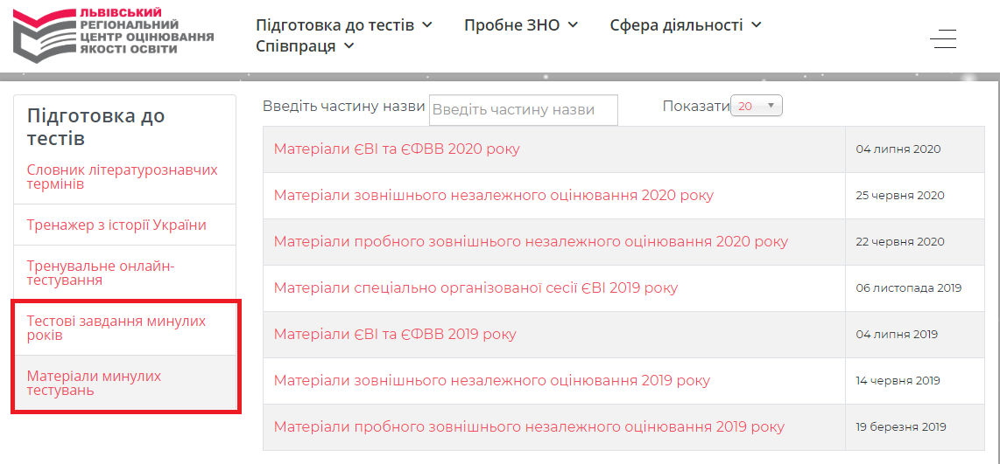 ЛЬВІВСЬКИЙ
РЕГІОНАЛЬНИЙ
ЦЕНТР ОЦІНЮВАННЯ
ЯКОСТІ ОСВІТИ
Підготовка до тестів
Пробне ЗНО
Сфера діяльності
Співпраця
Підготовка до
тестів
Словник літературознавчих
термінів
Тренажер з історії України
Тренувальне онлайн-
тестування
Тестові завдання минулих
років
Матеріали минулих
тестувань
Введіть частину назви Введіть частину назви Показати 20
Матеріали ЄВІ та ЄФВВ 2020 року 04 липня 2020
Матеріали зовнішнього незалежного оцінювання 2020 року 25 червня 2020
Матеріали пробного зовнішнього незалежного оцінювання 2020 року 22 червня 2020
Матеріали спеціально організованої сесії ЄВІ 2019 року 06 листопада 2019
Матеріали ЄВІ та ЄФВВ 2019 року 04 липня 2019
Матеріали зовнішнього незалежного оцінювання 2019 року 14 червня 2019
Матеріали пробного зовнішнього незалежного оцінювання 2019 року 19 березня 2019